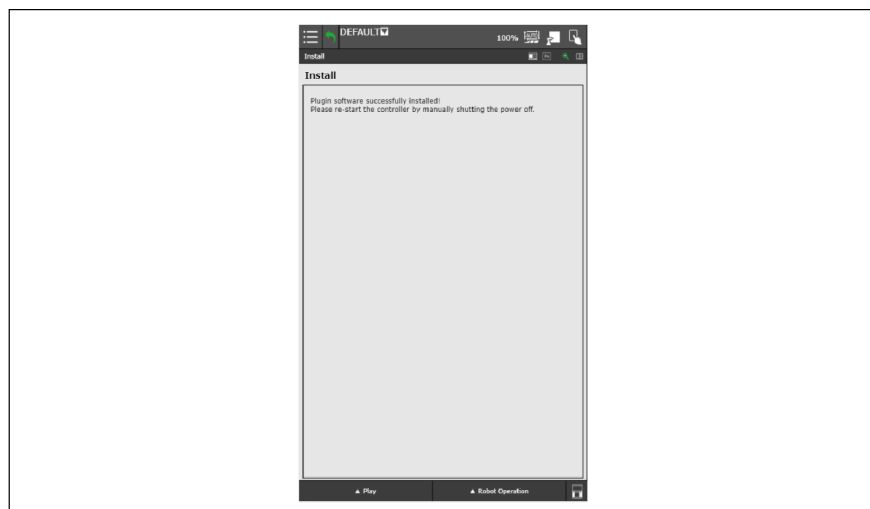 DEFAULT
100%
Install
Install
Plugin software successfully installed!
Please re-start the controller by manually shutting the power off.
▲ Play
▲ Robot Operation